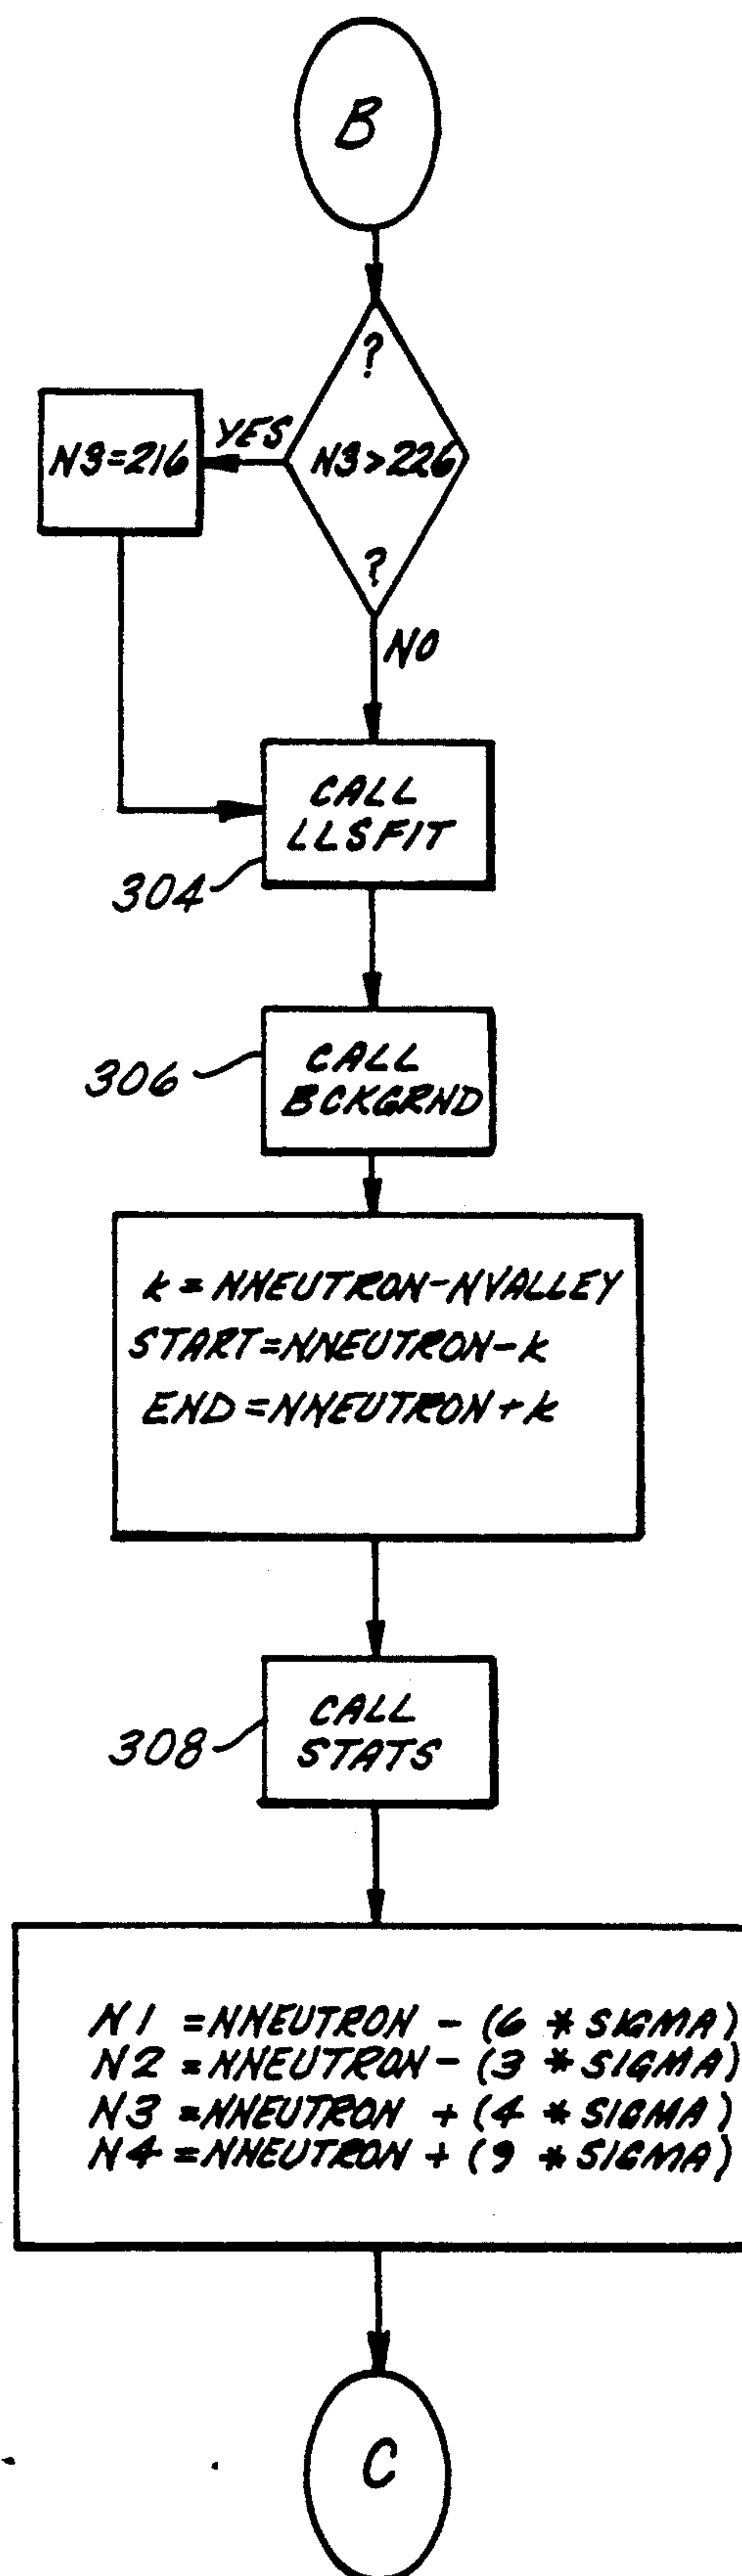 B
?
YES
N3=216
N3>226
?
NO
CALL
LLSFIT
304
CALL
BCKGRND
306
k = NNEUTRON-NVALLEY
START=NNEUTRON-k
END=NNEUTRON+k
CALL
STATS
308
N1 =NNEUTRON - (6 * SIGMA)
N2 =NNEUTRON - (3 * SIGMA)
N3 =NNEUTRON + (4 * SIGMA)
N4 =NNEUTRON + (9 * SIGMA)
C